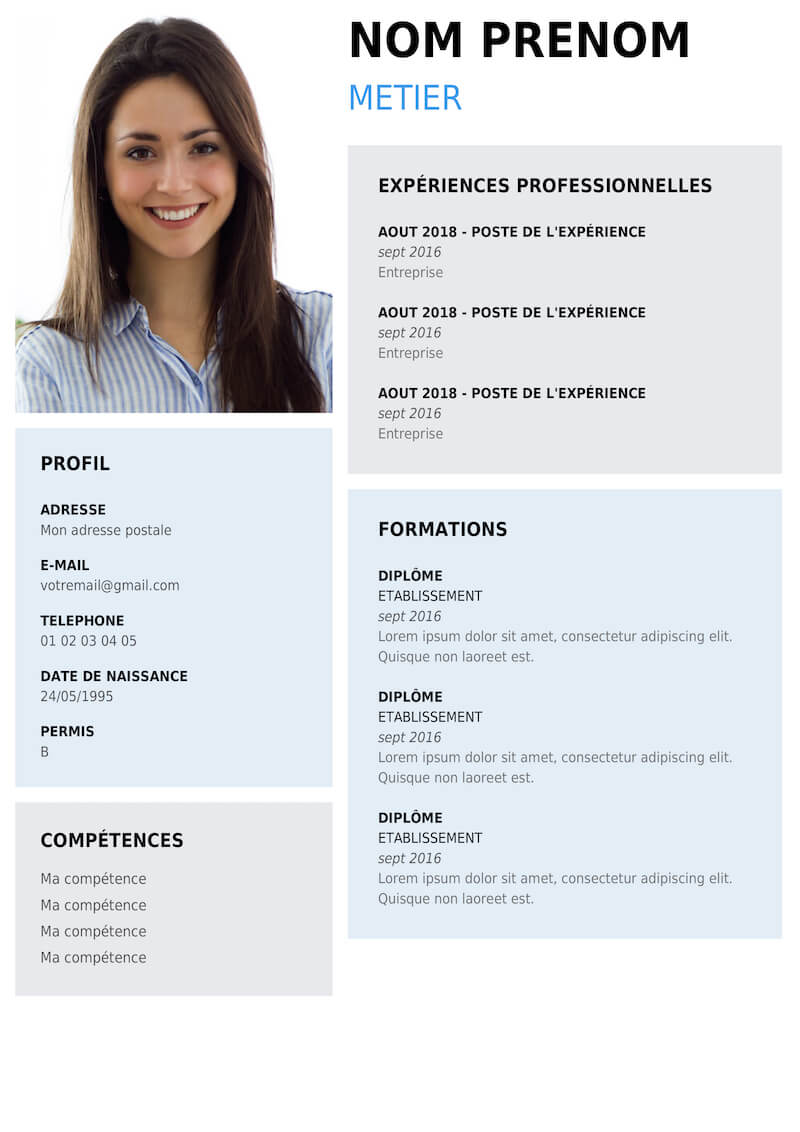 NOM PRENOM
METIER
EXPÉRIENCES PROFESSIONNELLES
AOUT 2018 - POSTE DE L'EXPÉRIENCE
sept 2016
Entreprise
AOUT 2018 - POSTE DE L'EXPÉRIENCE
sept 2016
Entreprise
AOUT 2018 - POSTE DE L'EXPÉRIENCE
sept 2016
Entreprise
PROFIL
ADRESSE
Mon adresse postale
E-MAIL
votremail@gmail.com
TELEPHONE
01 02 03 04 05
DATE DE NAISSANCE
24/05/1995
PERMIS
B
COMPÉTENCES
Ma compétence
Ma compétence
Ma compétence
Ma compétence
FORMATIONS
DIPLÔME
ETABLISSEMENT
sept 2016
Lorem ipsum dolor sit amet, consectetur adipiscing elit.
Quisque non laoreet est.
DIPLÔME
ETABLISSEMENT
sept 2016
Lorem ipsum dolor sit amet, consectetur adipiscing elit.
Quisque non laoreet est.
DIPLÔME
ETABLISSEMENT
sept 2016
Lorem ipsum dolor sit amet, consectetur adipiscing elit.
Quisque non laoreet est.